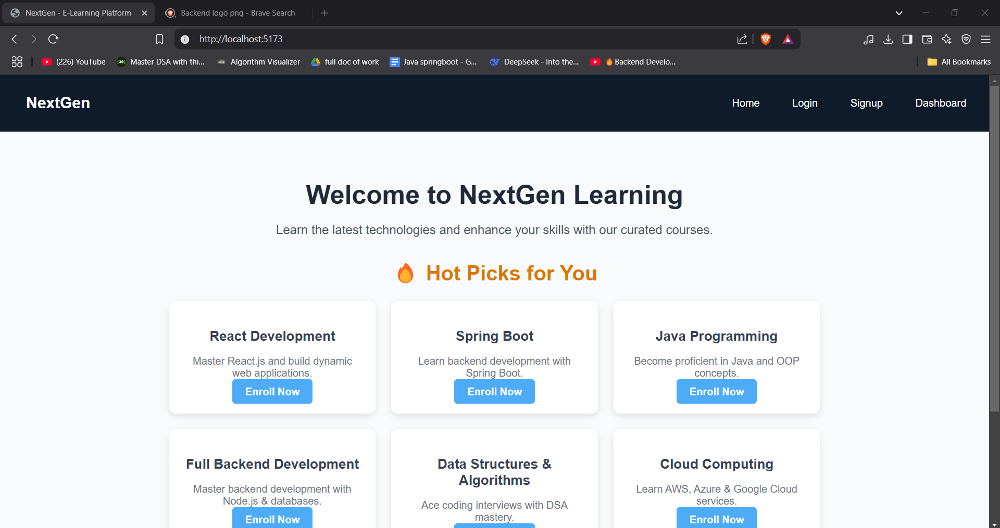 NextGen - E-Learning Platform
Backend logo png - Brave Search
http://localhost:5173
(226) YouTube
Master DSA with thi...
Algorithm Visualizer
full doc of work
Java springboot - G...
DeepSeek - Into the...
🔥Backend Develo...
All Bookmarks
NextGen
Home
Login
Signup
Dashboard
Welcome to NextGen Learning
Learn the latest technologies and enhance your skills with our curated courses.
🔥 Hot Picks for You
React Development
Master React.js and build dynamic
web applications.
Enroll Now
Spring Boot
Learn backend development with
Spring Boot.
Enroll Now
Java Programming
Become proficient in Java and OOP
concepts.
Enroll Now
Full Backend Development
Master backend development with
Node.js & databases.
Enroll Now
Data Structures &
Algorithms
Ace coding interviews with DSA
mastery.
Cloud Computing
Learn AWS, Azure & Google Cloud
services.
Enroll Now